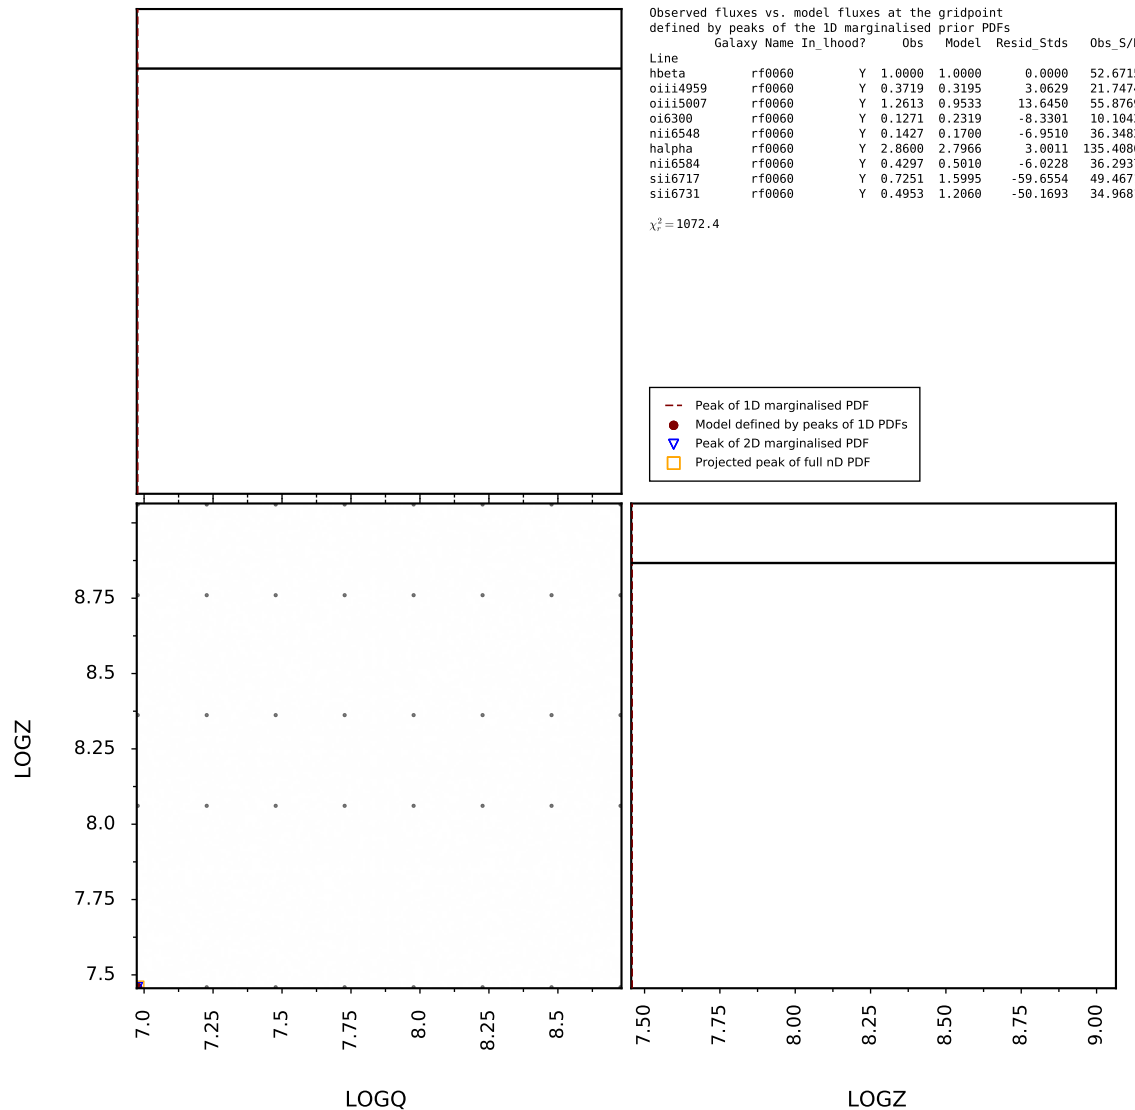 Observed fluxes vs. model fluxes at the gridpoint
defined by peaks of the 1D marginalised prior PDFs
Galaxy Name In_lhood? Obs Model Resid_Stds Obs_S/
Line
hbeta rf0060 Y 1.0000 1.0000 0.0000 52.671
oiii4959 rf0060 Y 0.3719 0.3195 3.0629 21.747
oiii5007 rf0060 Y 1.2613 0.9533 13.6450 55.876
oi6300 rf0060 Y 0.1271 0.2319 -8.3301 10.104
nii6548 rf0060 Y 0.1427 0.1700 -6.9510 36.348
halpha rf0060 Y 2.8600 2.7966 3.0011 135.408
nii6584 rf0060 Y 0.4297 0.5010 -6.0228 36.293
sii6717 rf0060 Y 0.7251 1.5995 -59.6554 49.467
sii6731 rf0060 Y 0.4953 1.2060 -50.1693 34.968
χ²ᵣ = 1072.4
Peak of 1D marginalised PDF
Model defined by peaks of 1D PDFs
Peak of 2D marginalised PDF
Projected peak of full nD PDF
8.75
8.5
8.25
8.0
7.75
7.5
LOGZ
7.0 7.25 7.5 7.75 8.0 8.25 8.5
LOGQ
7.50 7.75 8.00 8.25 8.50 8.75 9.00
LOGZ